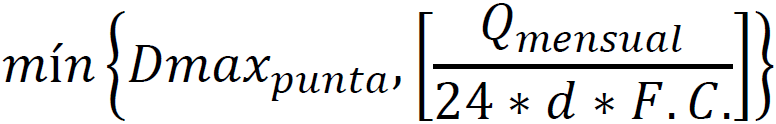 mín {Dmax_punta, [Q_mensual / 24 * d * F.C.]}